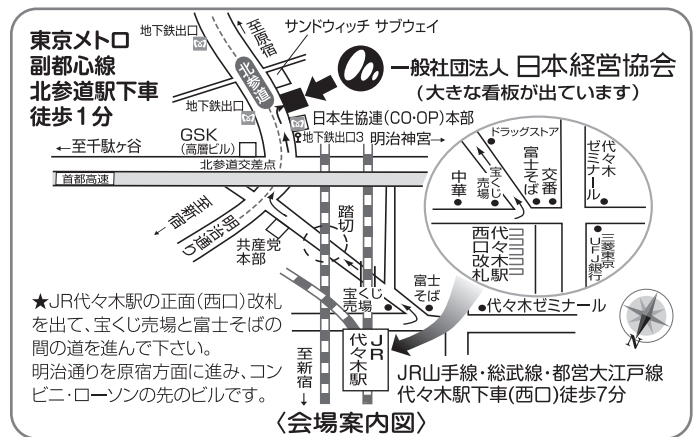 東京メトロ
副都心線
北参道駅下車
徒歩1分
地下鉄出口
至原宿
サンドウィッチ サブウェイ
北参道
一般社団法人 日本経営協会
(大きな看板が出ています)
地下鉄出口
日本生協連(CO・OP)本部
地下鉄出口3
明治神宮→
GSK
(高層ビル)
←至千駄ヶ谷
北参道交差点
首都高速
至新宿
明治通り
共産党
本部
踏切
ドラッグストア
中華
宝くじ
売場
富士そば
交番
代々木
ゼミナール
代々木駅
西口改札
三菱東京
UFJ銀行
宝くじ
売場
富士
そば
代々木ゼミナール
★JR代々木駅の正面(西口)改札
を出て、宝くじ売場と富士そばの
間の道を進んで下さい。
明治通りを原宿方面に進み、コン
ビニ・ローソンの先のビルです。
至新宿
JR
代々木駅
N
JR山手線・総武線・都営大江戸線
代々木駅下車(西口)徒歩7分
〈会場案内図〉